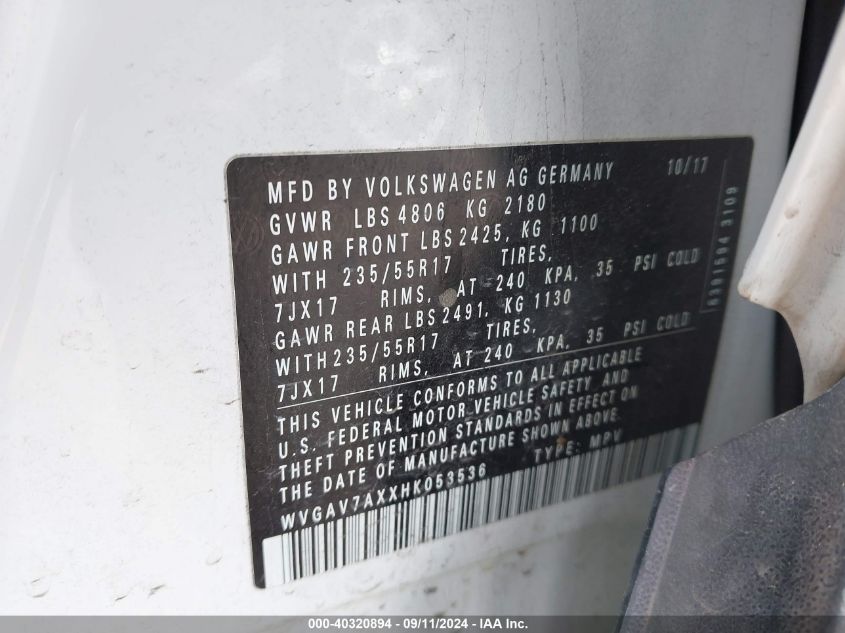 MFD BY VOLKSWAGEN AG GERMANY 10/17
GVWR LBS 4806 KG 2180
GAWR FRONT LBS 2425, KG 1100
WITH 235/55R17 TIRES,
7JX17 RIMS, AT 240 KPA, 35 PSI COLD
GAWR REAR LBS 2491, KG 1130
WITH 235/55R17 TIRES,
7JX17 RIMS, AT 240 KPA, 35 PSI COLD
THIS VEHICLE CONFORMS TO ALL APPLICABLE
U.S. FEDERAL MOTOR VEHICLE SAFETY, AND
THEFT PREVENTION STANDARDS IN EFFECT ON
THE DATE OF MANUFACTURE SHOWN ABOVE.
WVGAV7AXXHK053536 TYPE: MPV
3109
000-40320894 - 09/11/2024 - IAA Inc.